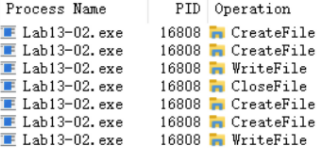 Process Name PID Operation
Lab13-02.exe 16808 CreateFile
Lab13-02.exe 16808 CreateFile
Lab13-02.exe 16808 WriteFile
Lab13-02.exe 16808 CloseFile
Lab13-02.exe 16808 CreateFile
Lab13-02.exe 16808 CreateFile
Lab13-02.exe 16808 WriteFile